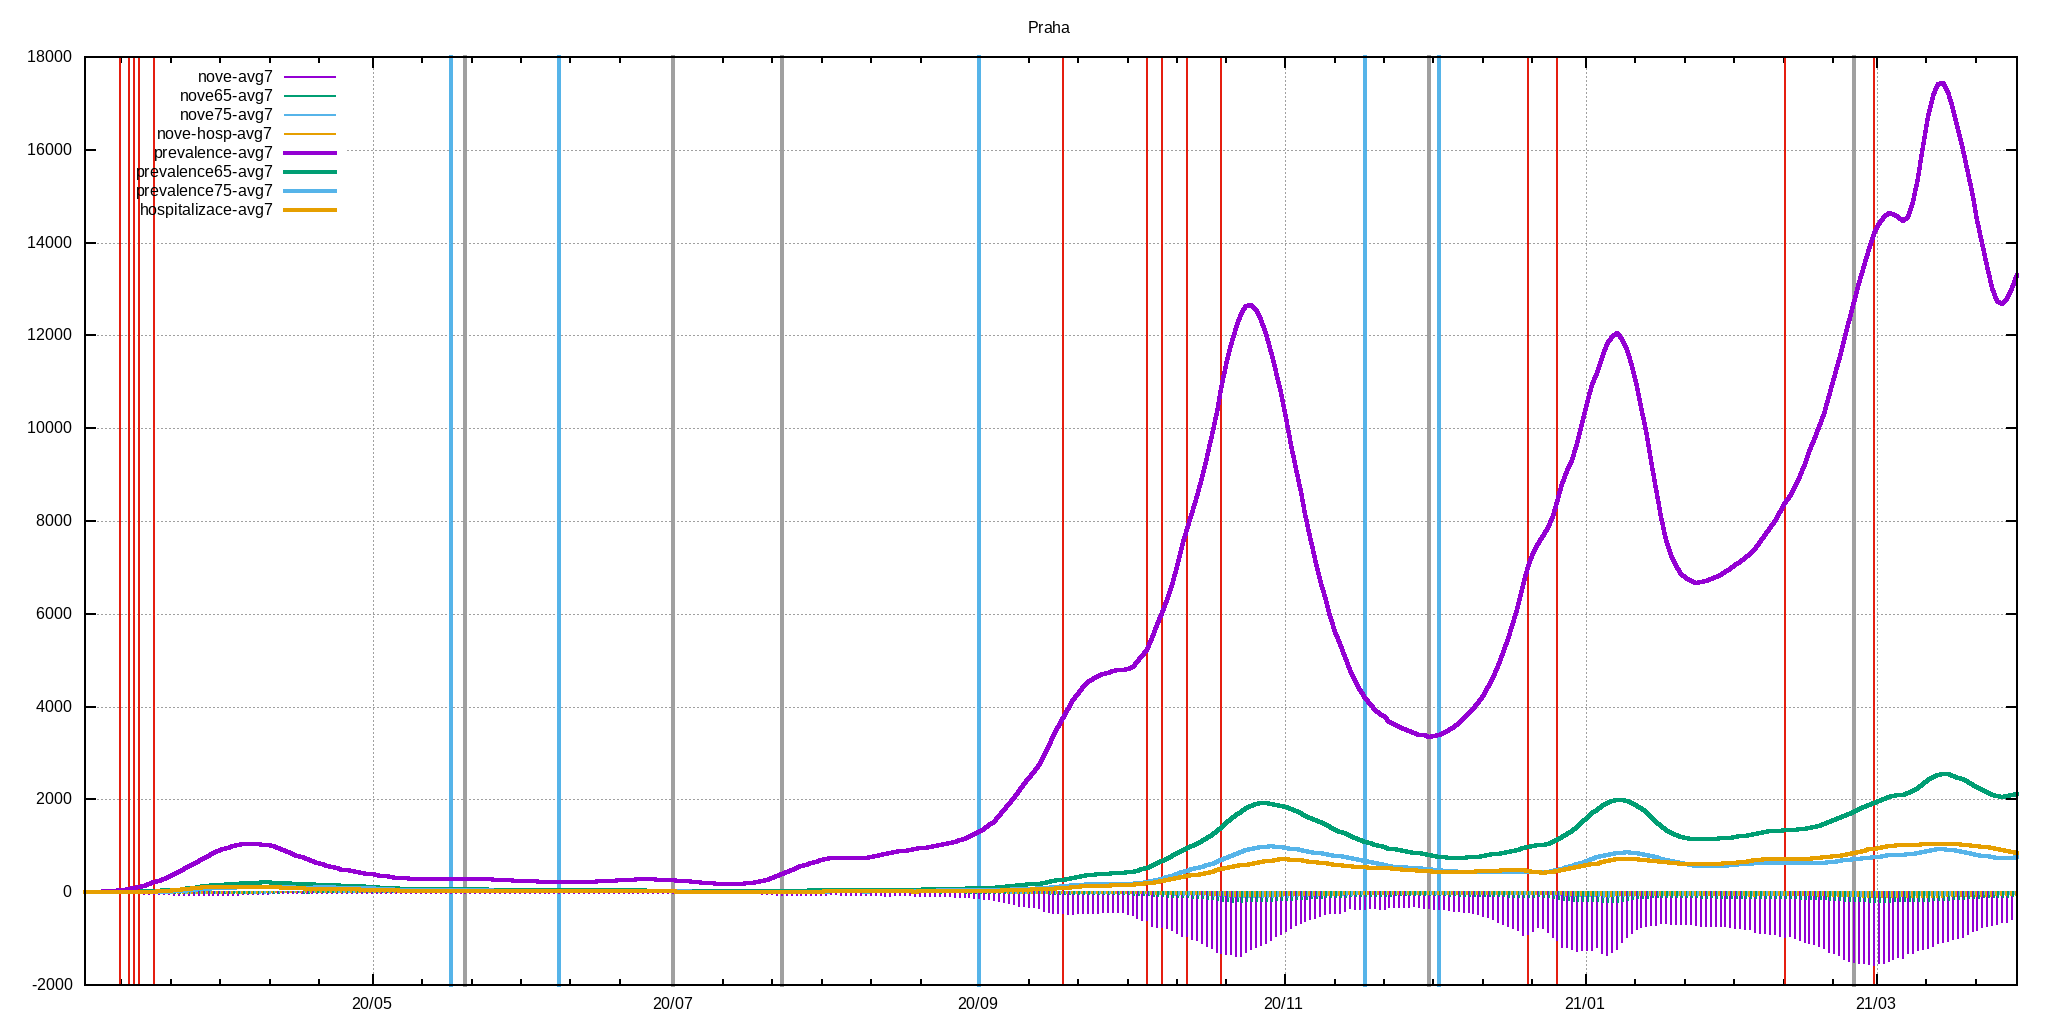 Praha
18000
16000
14000
12000
10000
8000
6000
4000
2000
0
-2000
nove-avg7
nove65-avg7
nove75-avg7
nove-hosp-avg7
prevalence-avg7
prevalence65-avg7
prevalence75-avg7
hospitalizace-avg7
20/05 20/07 20/09 20/11 21/01 21/03